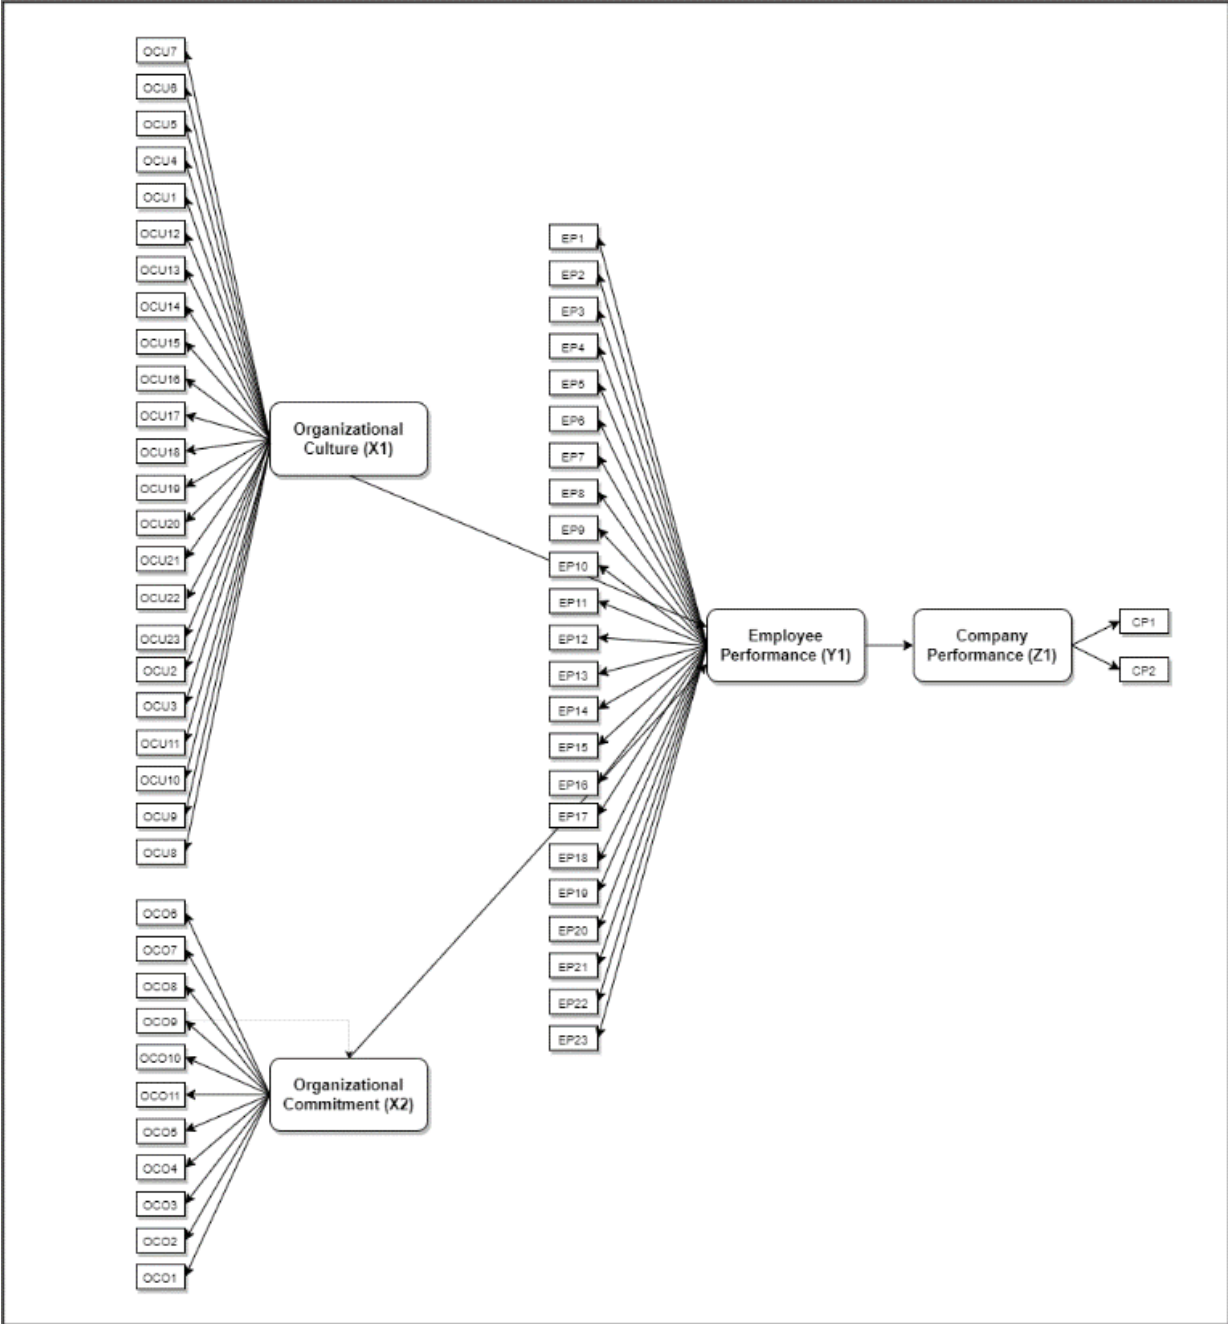 OCU7
OCU6
OCU5
OCU4
OCU1
OCU12
OCU13
OCU14
OCU15
OCU16
OCU17
OCU18
OCU19
OCU20
OCU21
OCU22
OCU23
OCU2
OCU3
OCU11
OCU10
OCU9
OCU8
Organizational
Culture (X1)
OCO6
OCO7
OCO8
OCO9
OCO10
OCO11
OCO5
OCO4
OCO3
OCO2
OCO1
Organizational
Commitment (X2)
EP1
EP2
EP3
EP4
EP5
EP6
EP7
EP8
EP9
EP10
EP11
EP12
EP13
EP14
EP15
EP16
EP17
EP18
EP19
EP20
EP21
EP22
EP23
Employee
Performance (Y1)
Company
Performance (Z1)
CP1
CP2